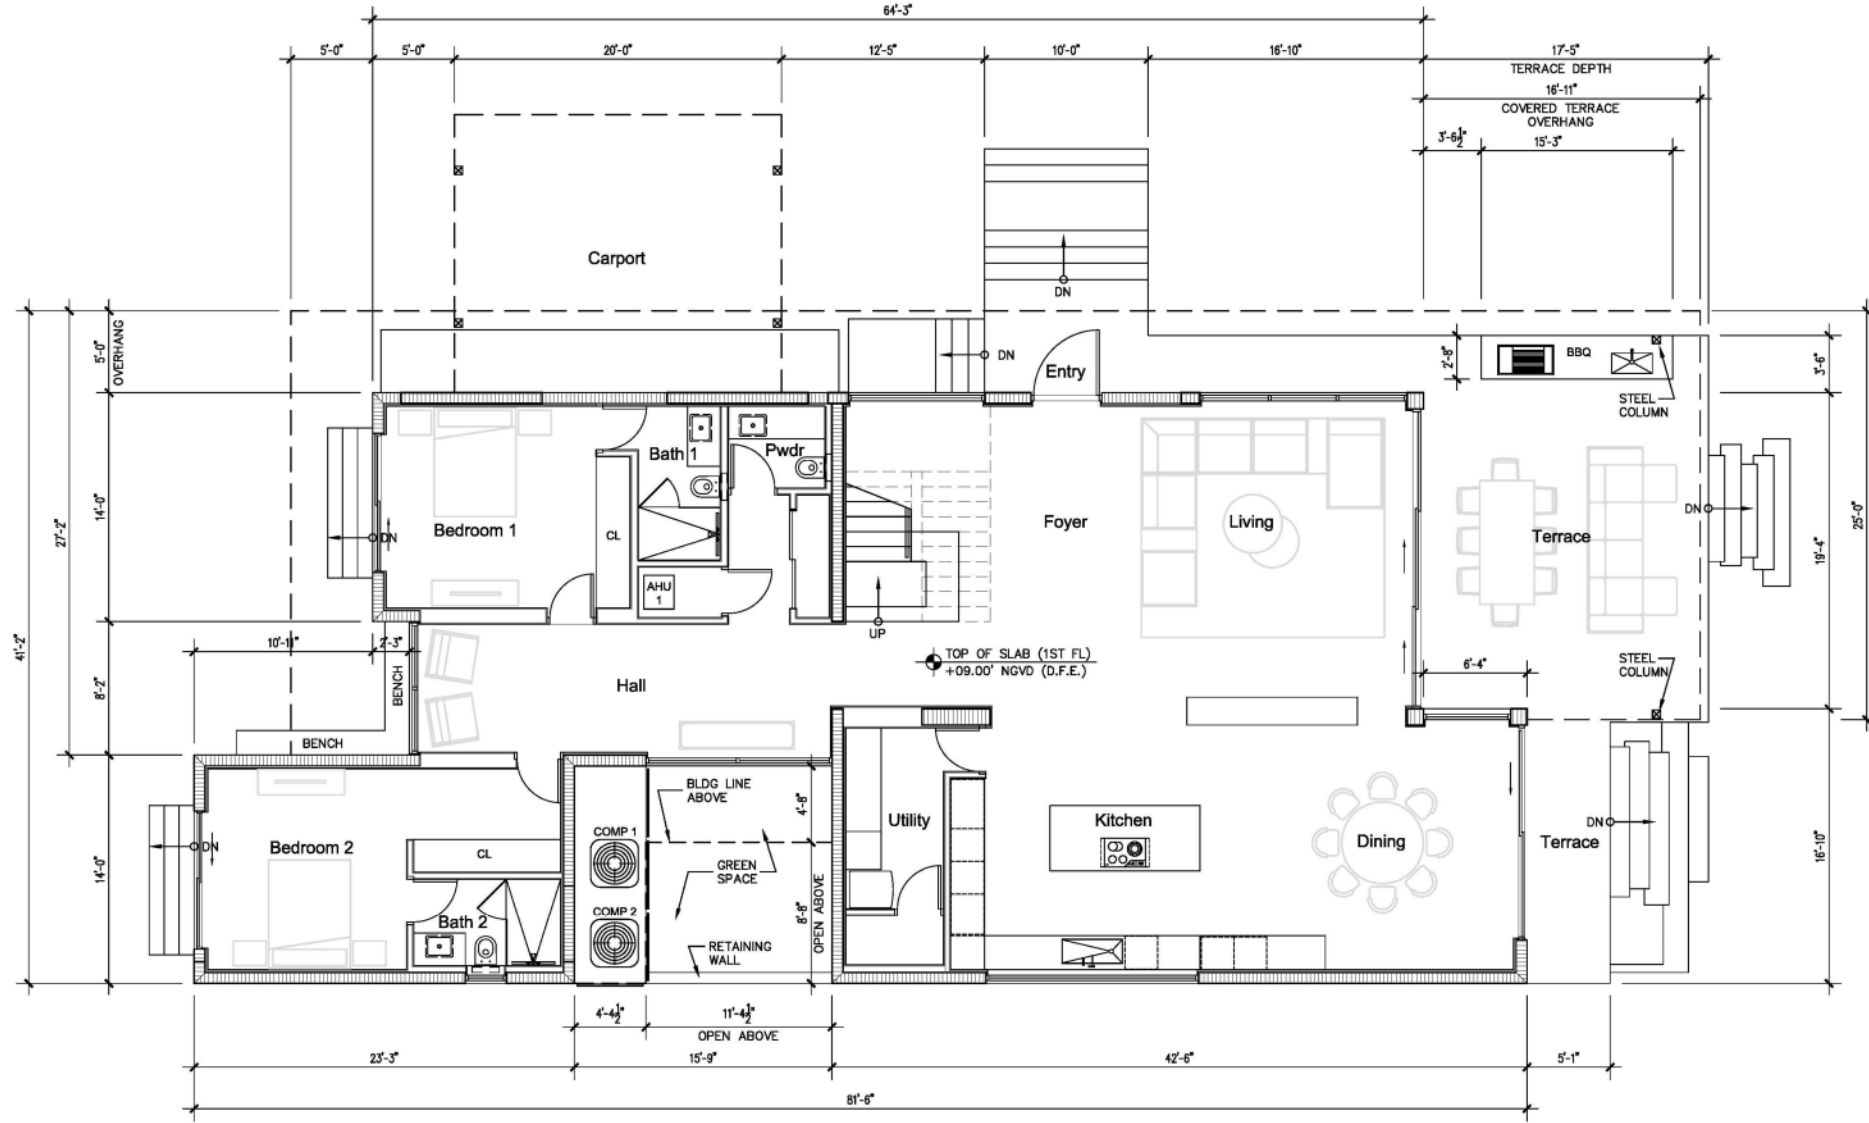 64'-3"
5'-0"
5'-0"
20'-0"
12'-5"
10'-0"
16'-10"
17'-5"
TERRACE DEPTH
16'-11"
COVERED TERRACE
OVERHANG
3'-6½"
15'-3"
Carport
DN
5'-0"
OVERHANG
DN
Entry
2'-8"
BBQ
3'-6"
STEEL
COLUMN
41'-2"
27'-2"
14'-0"
Bath 1
Pwdr
Bedroom 1
CL
DN
AHU
1
Foyer
Living
Terrace
DN
19'-4"
25'-0"
UP
10'-11"
2'-3"
TOP OF SLAB (1ST FL)
+09.00' NGVD (D.F.E.)
6'-4"
STEEL
COLUMN
8'-2"
BENCH
Hall
BENCH
BLDG LINE
ABOVE
4'-8"
COMP 1
Utility
Kitchen
Dining
Terrace
DN
16'-10"
DN
Bedroom 2
CL
14'-0"
GREEN
SPACE
COMP 2
Bath 2
8'-8"
OPEN ABOVE
RETAINING
WALL
4'-4½"
11'-4½"
OPEN ABOVE
23'-3"
15'-9"
42'-6"
5'-1"
81'-6"